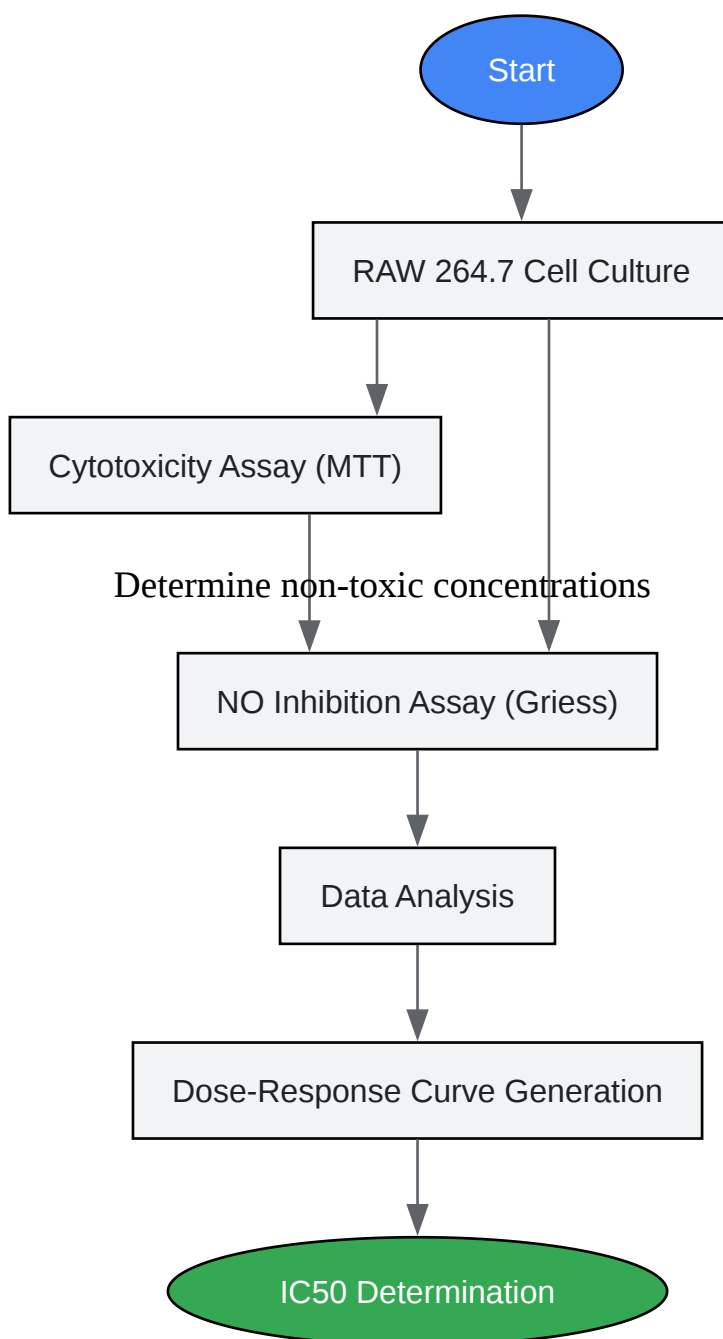 Start
RAW 264.7 Cell Culture
Cytotoxicity Assay (MTT)
Determine non-toxic concentrations
NO Inhibition Assay (Griess)
Data Analysis
Dose-Response Curve Generation
IC50 Determination